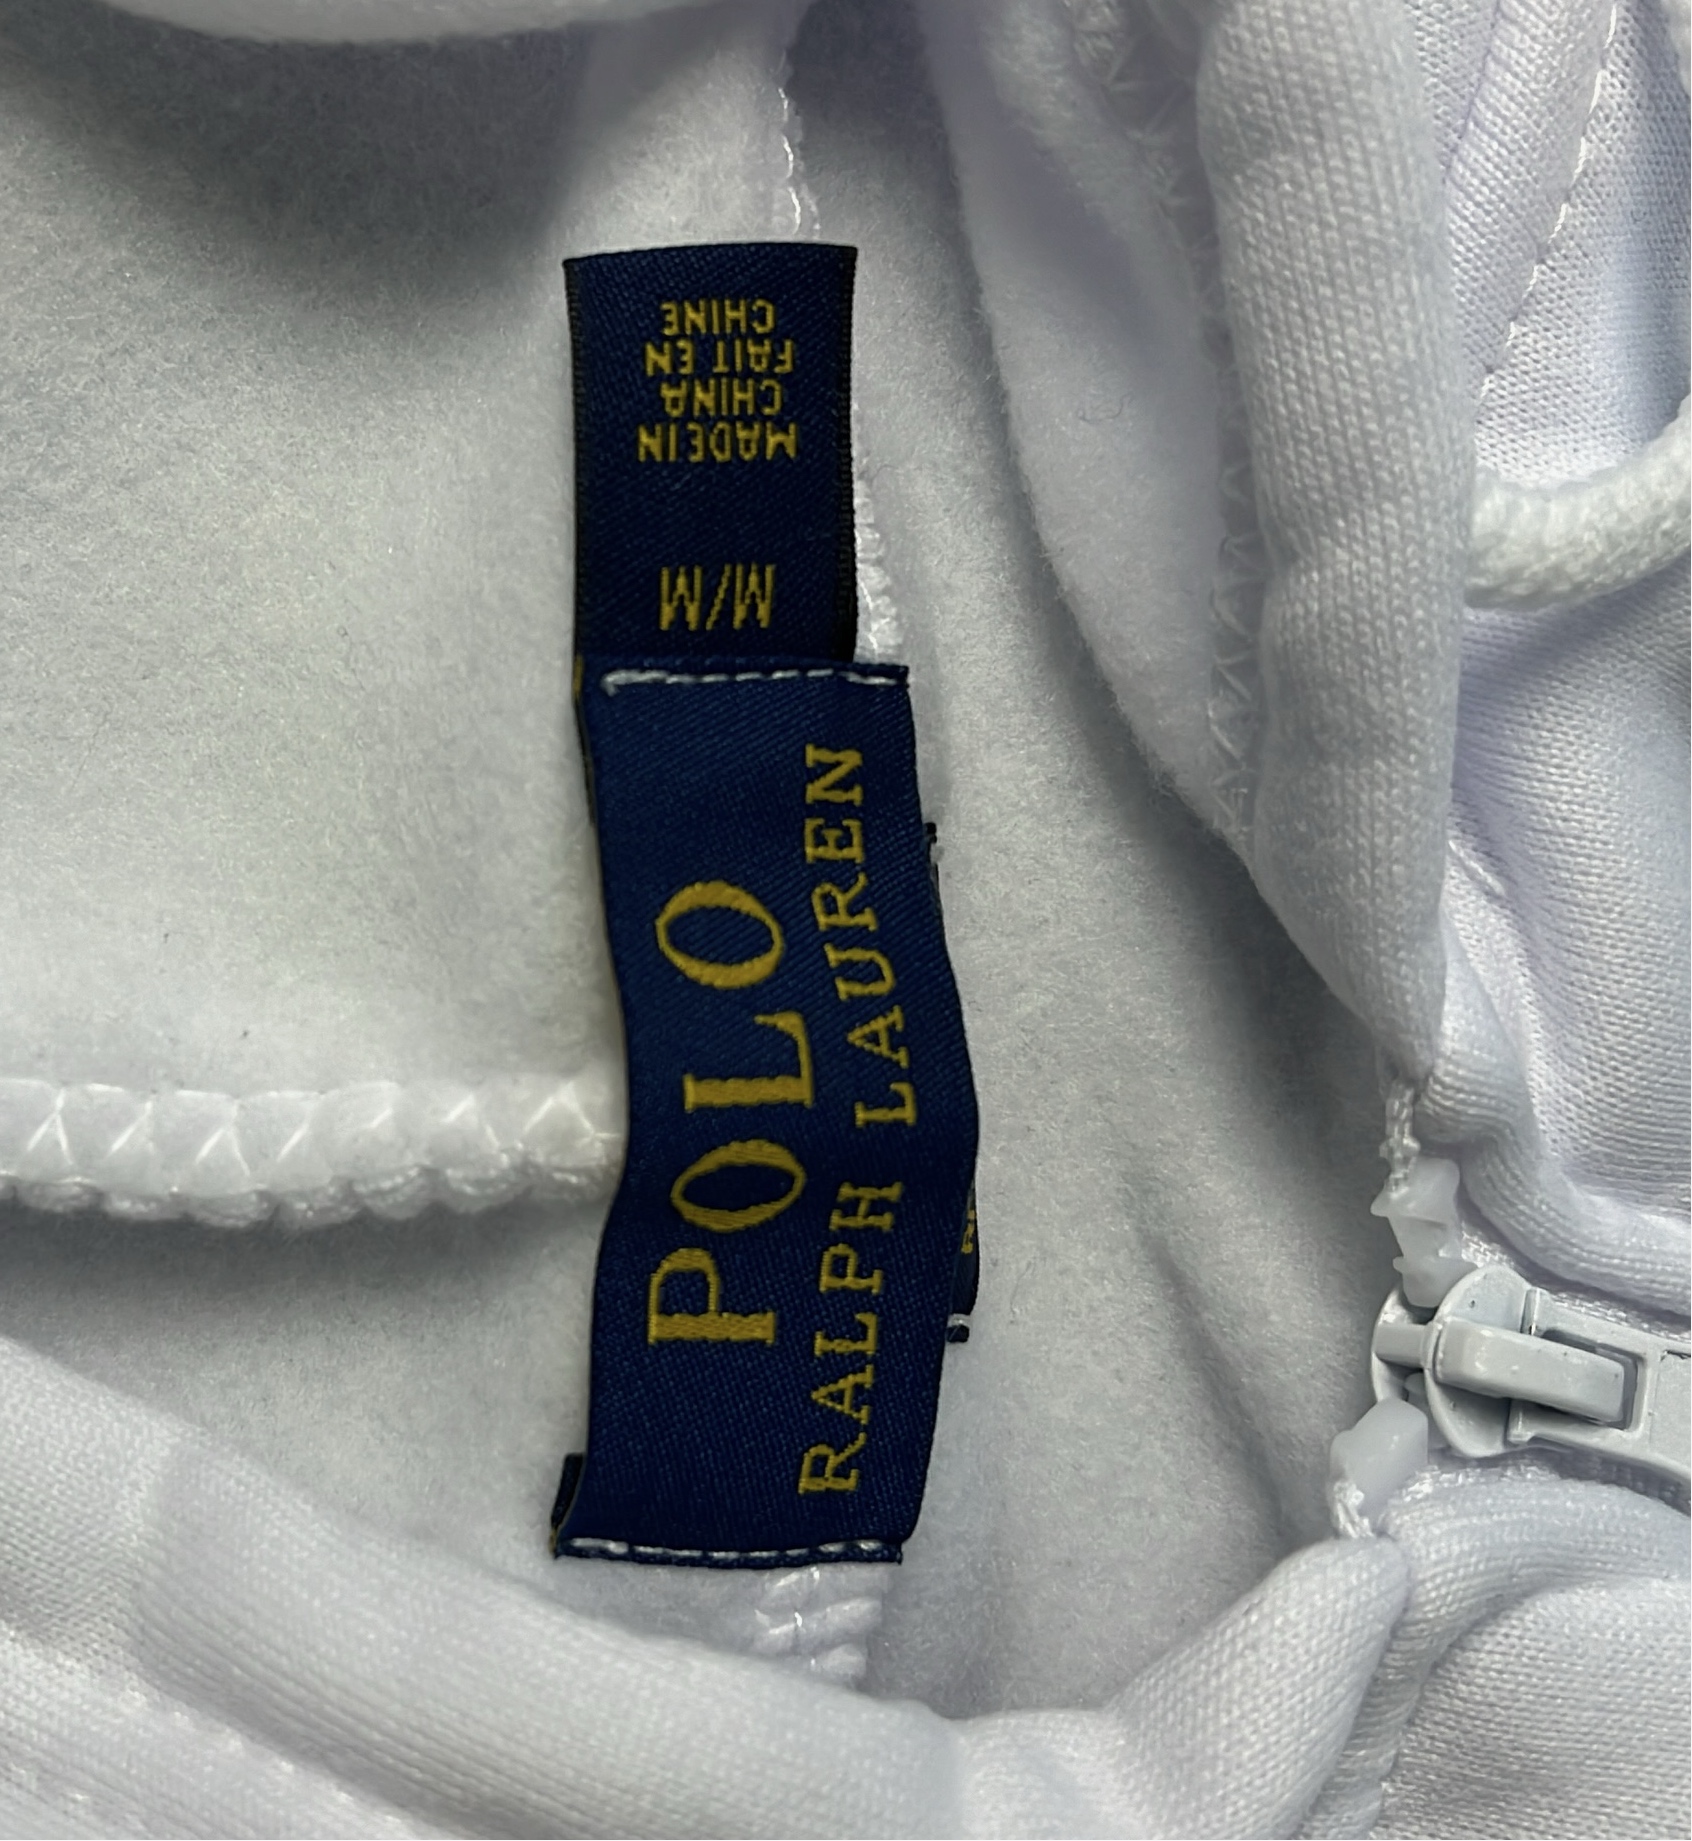 POLO
RALPH LAUREN
M/M
MADE IN
CHINA
FAIT EN
CHINE